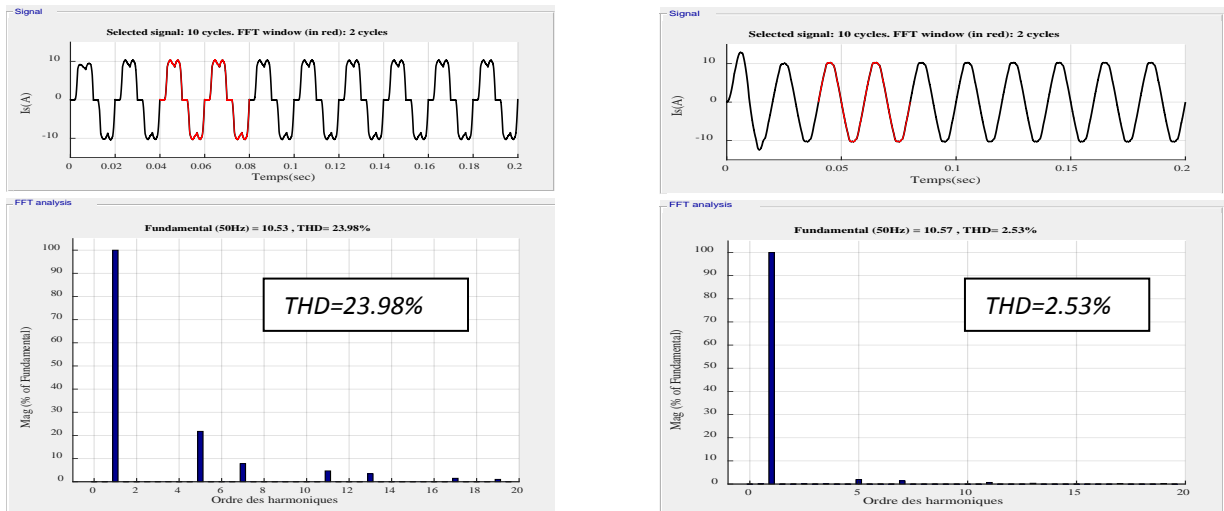 Signal
Selected signal: 10 cycles. FFT window (in red): 2 cycles
10
0
-10
Is(A)
0 0.02 0.04 0.06 0.08 0.1 0.12 0.14 0.16 0.18 0.2
Temps(sec)
FFT analysis
Fundamental (50Hz) = 10.53 , THD= 23.98%
100
90
80
70
60
50
40
30
20
10
0
Mag (% of Fundamental)
THD=23.98%
0 2 4 6 8 10 12 14 16 18 20
Ordre des harmoniques
Signal
Selected signal: 10 cycles. FFT window (in red): 2 cycles
10
0
-10
Is(A)
0 0.05 0.1 0.15 0.2
Temps(sec)
FFT analysis
Fundamental (50Hz) = 10.57 , THD= 2.53%
100
90
80
70
60
50
40
30
20
10
0
Mag (% of Fundamental)
THD=2.53%
0 5 10 15 20
Ordre des harmoniques